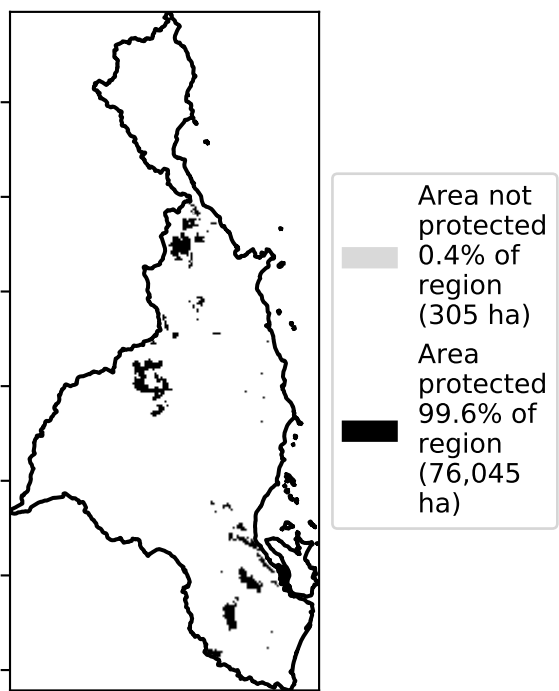 Area not
protected
0.4% of
region
(305 ha)
Area
protected
99.6% of
region
(76,045
ha)